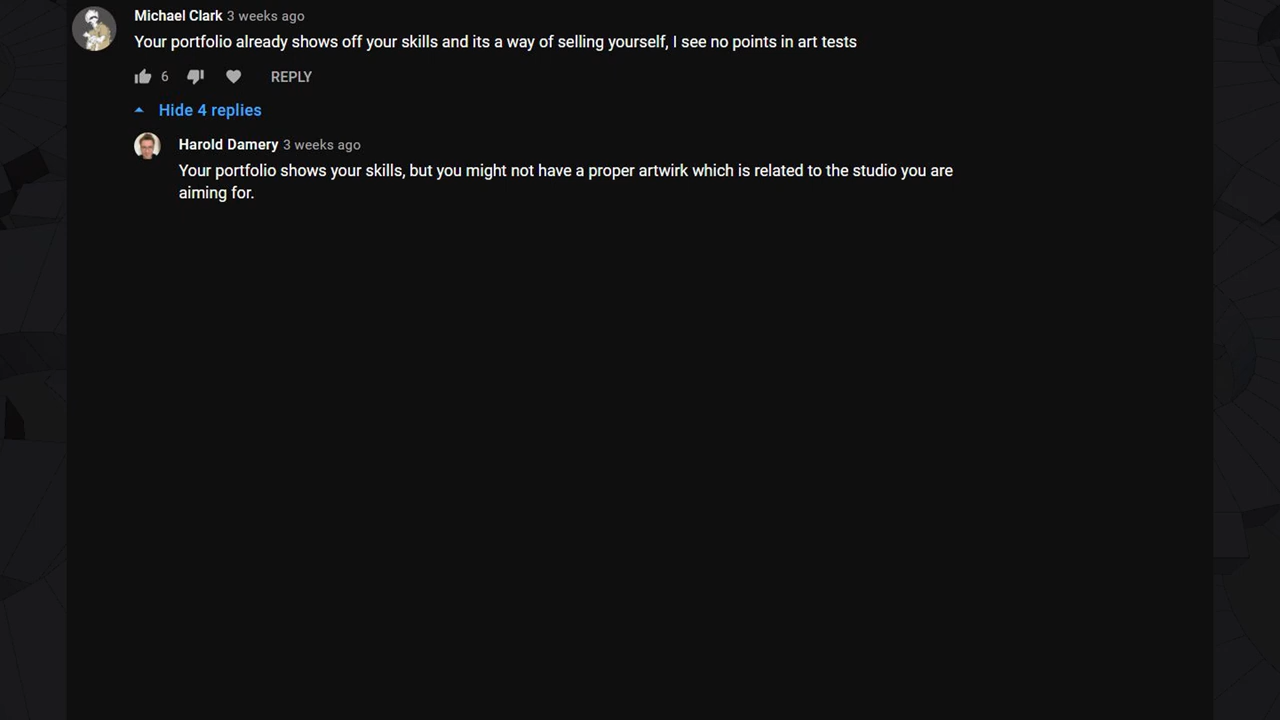 Michael Clark 3 weeks ago
Your portfolio already shows off your skills and its a way of selling yourself, I see no points in art tests
6 REPLY
Hide 4 replies
Harold Damery 3 weeks ago
Your portfolio shows your skills, but you might not have a proper artwirk which is related to the studio you are
aiming for.